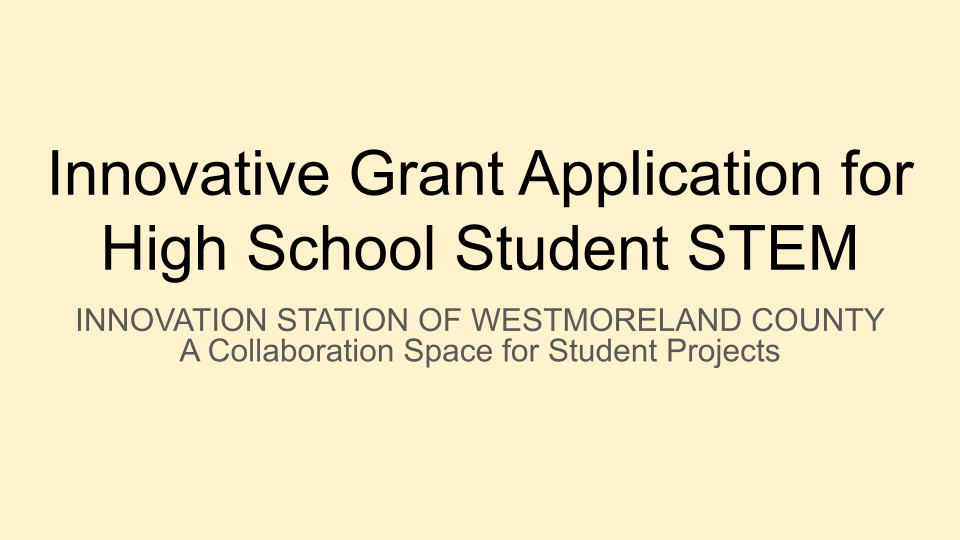 Innovative Grant Application for
High School Student STEM
INNOVATION STATION OF WESTMORELAND COUNTY
A Collaboration Space for Student Projects